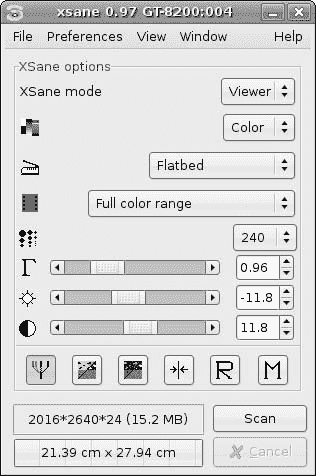 xsane 0.97 GT-8200:004
File Preferences View Window Help
XSane options
XSane mode Viewer
Color
Flatbed
Full color range
240
Γ 0.96
-11.8
11.8
R M
2016*2640*24 (15.2 MB) Scan
21.39 cm x 27.94 cm Cancel